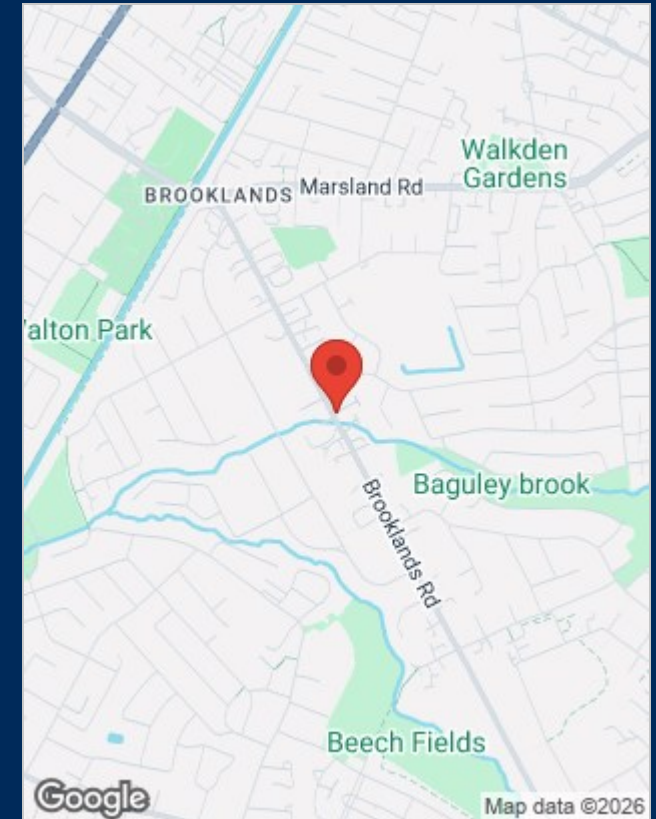 Walkden
Gardens
BROOKLANDS
Marsland Rd
alton Park
Baguley brook
Brooklands Rd
Beech Fields
Google
Map data ©2026